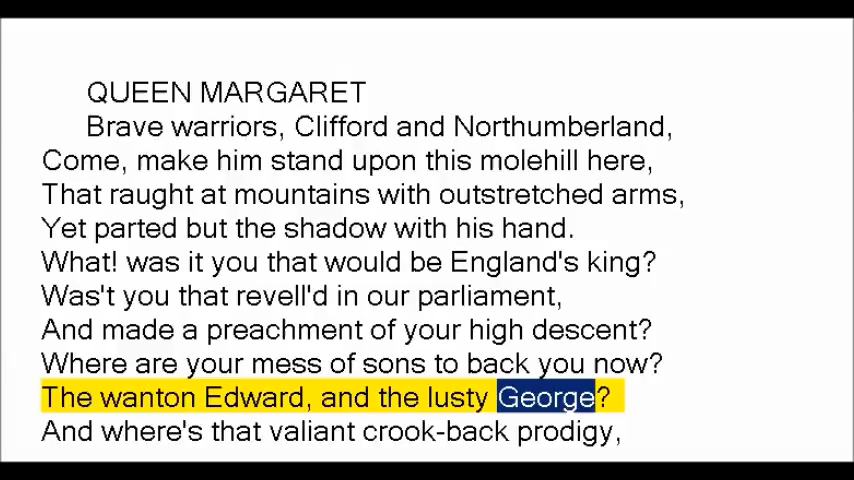 QUEEN MARGARET
Brave warriors, Clifford and Northumberland,
Come, make him stand upon this molehill here,
That raught at mountains with outstretched arms,
Yet parted but the shadow with his hand.
What! was it you that would be England's king?
Was't you that revell'd in our parliament,
And made a preachment of your high descent?
Where are your mess of sons to back you now?
The wanton Edward, and the lusty George?
And where's that valiant crook-back prodigy,